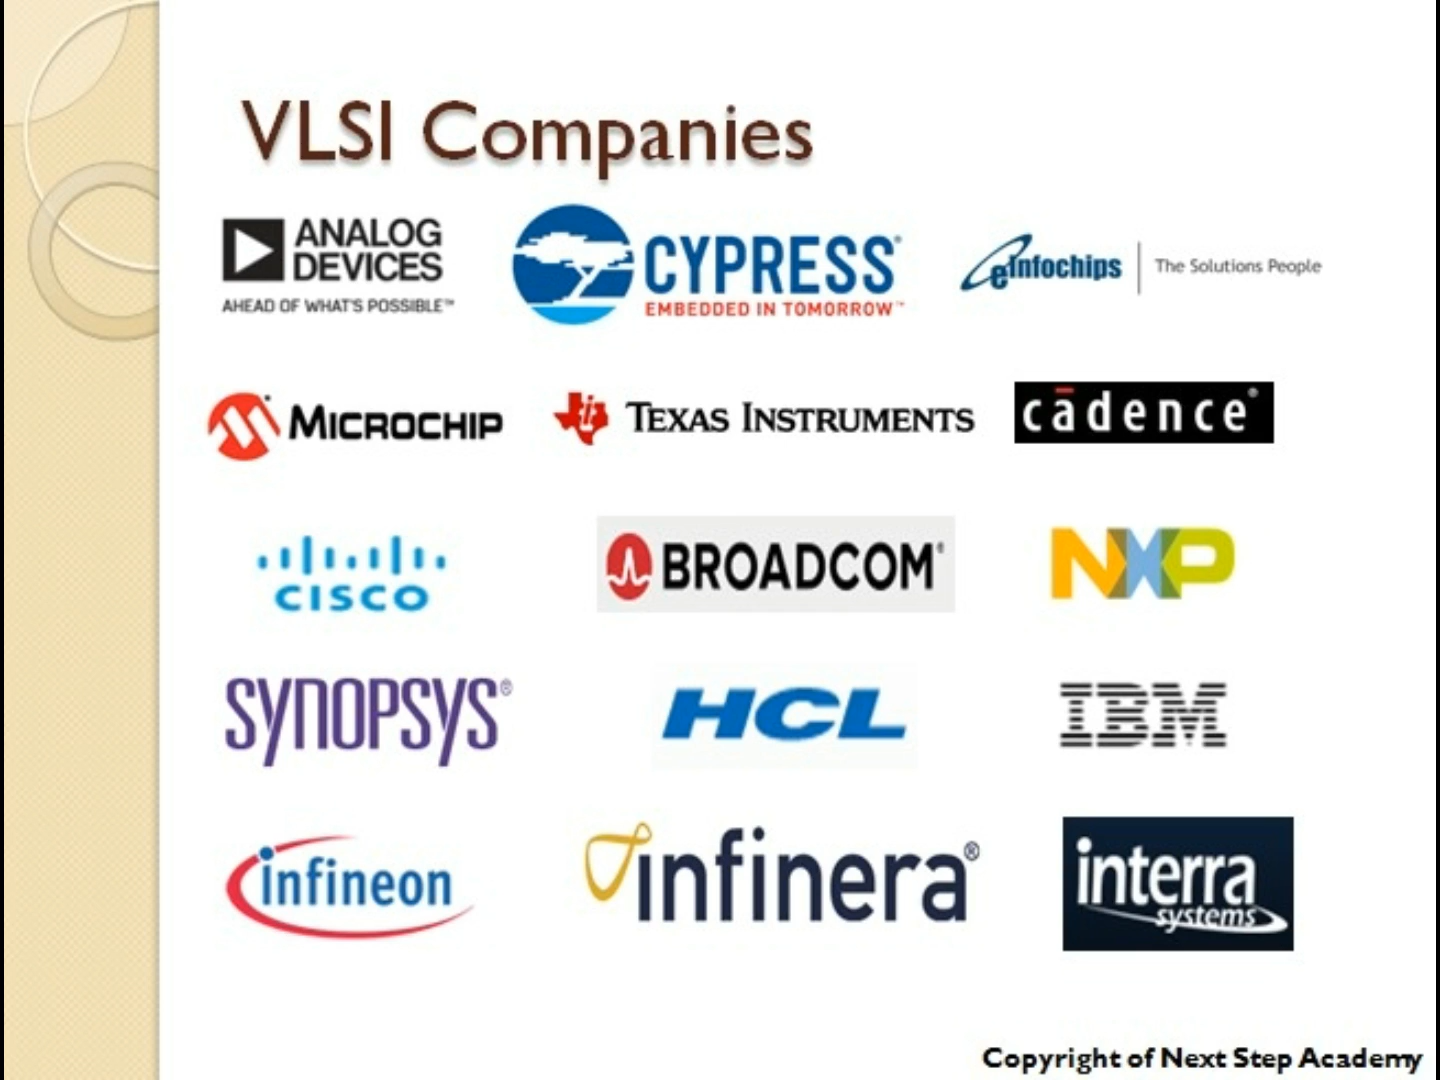 VLSI Companies
ANALOG
DEVICES
AHEAD OF WHAT'S POSSIBLE™
CYPRESS®
EMBEDDED IN TOMORROW™
eInfochips
The Solutions People
MICROCHIP
TEXAS INSTRUMENTS
cādence®
CISCO
BROADCOM®
NXP
SYNOPSYS®
HCL
IBM
infineon
infinera®
interra
systems
Copyright of Next Step Academy